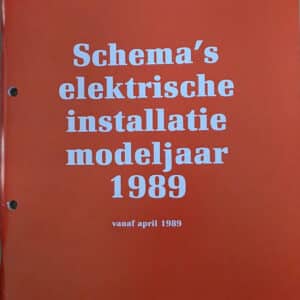 Schema's
elektrische
installatie
modeljaar
1989
vanaf april 1989